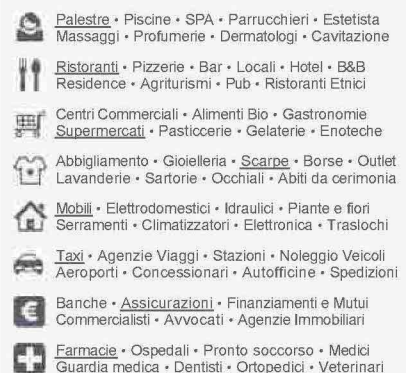 Palestre • Piscine • SPA • Parrucchieri • Estetista
Massaggi • Profumerie • Dermatologi • Cavitazione
Ristoranti • Pizzerie • Bar • Locali • Hotel • B&B
Residence • Agriturismi • Pub • Ristoranti Etnici
Centri Commerciali • Alimenti Bio • Gastronomie
Supermercati • Pasticcerie • Gelaterie • Enoteche
Abbigliamento • Gioielleria • Scarpe • Borse • Outlet
Lavanderie • Sartorie • Occhiali • Abiti da cerimonia
Mobili • Elettrodomestici • Idraulici • Piante e fiori
Serramenti • Climatizzatori • Elettronica • Traslochi
Taxi • Agenzie Viaggi • Stazioni • Noleggio Veicoli
Aeroporti • Concessionari • Autofficine • Spedizioni
€ Banche • Assicurazioni • Finanziamenti e Mutui
Commercialisti • Avvocati • Agenzie Immobiliari
Farmacie • Ospedali • Pronto soccorso • Medici
Guardia medica • Dentisti • Ortopedici • Veterinari